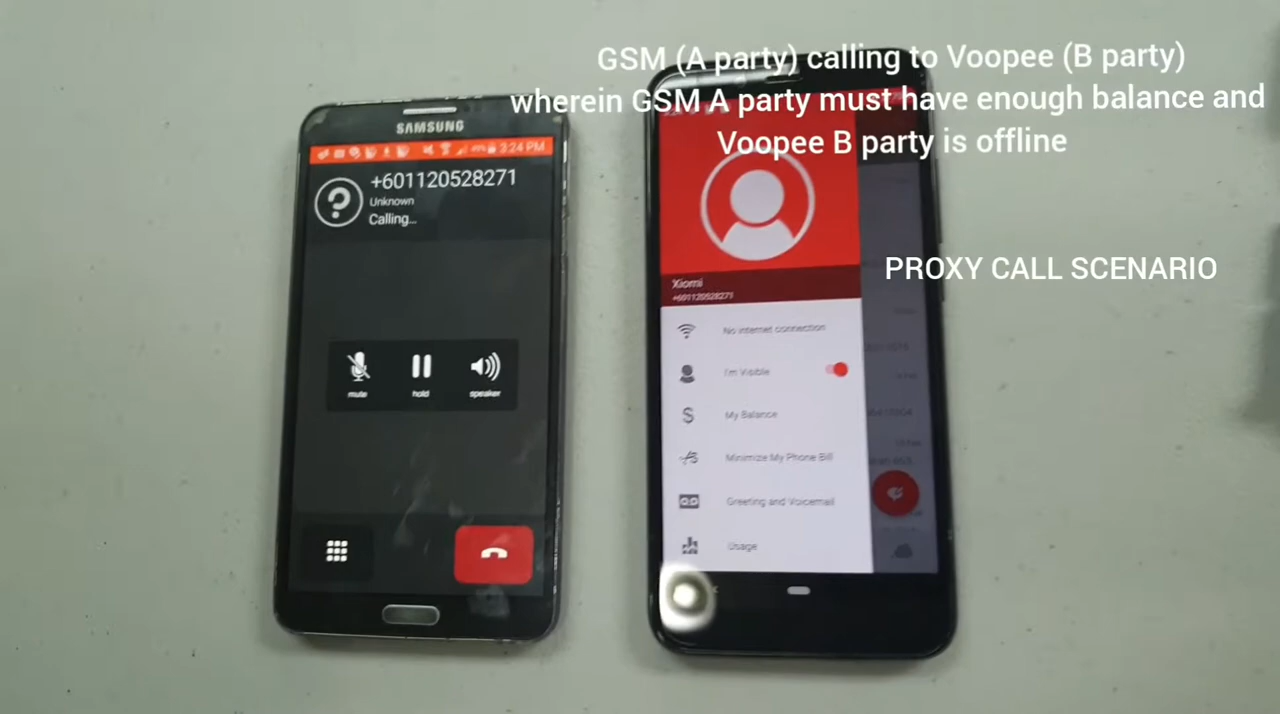 GSM (A party) calling to Voopee (B party)
wherein GSM A party must have enough balance and
Voopee B party is offline
PROXY CALL SCENARIO
SAMSUNG
3:24 PM
+601120528271
Unknown
Calling...
mute
hold
speaker
Xiomi
+601120528271
No internet connection
I'm Visible
My Balance
Minimize My Phone Bill
Greeting and Voicemail
Usage